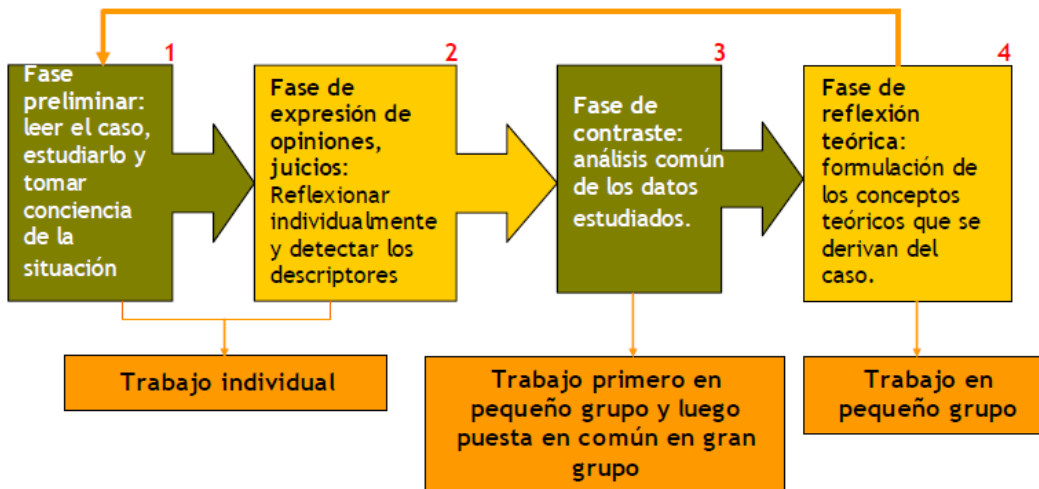 1
Fase
preliminar:
leer el caso,
estudiarlo y
tomar
conciencia
de la
situación
2
Fase de
expresión de
opiniones,
juicios:
Reflexionar
individualmente
y detectar los
descriptores
3
Fase de
contraste:
análisis común
de los datos
estudiados.
4
Fase de
reflexión
teórica:
formulación de
los conceptos
teóricos que se
derivan del
caso.
Trabajo individual
Trabajo primero en
pequeño grupo y luego
puesta en común en gran
grupo
Trabajo en
pequeño grupo